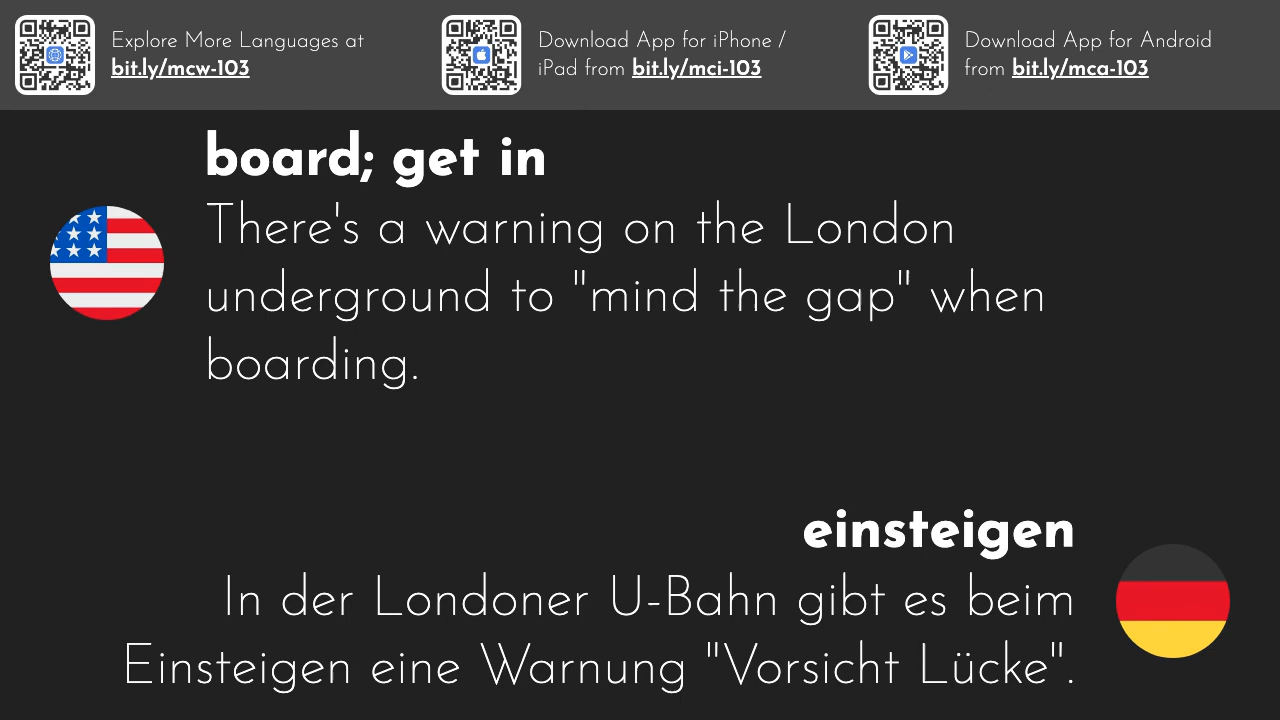 Explore More Languages at
bit.ly/mcw-103
Download App for iPhone /
iPad from bit.ly/mci-103
Download App for Android
from bit.ly/mca-103
board; get in
There's a warning on the London
underground to "mind the gap" when
boarding.
einsteigen
In der Londoner U-Bahn gibt es beim
Einsteigen eine Warnung "Vorsicht Lücke".